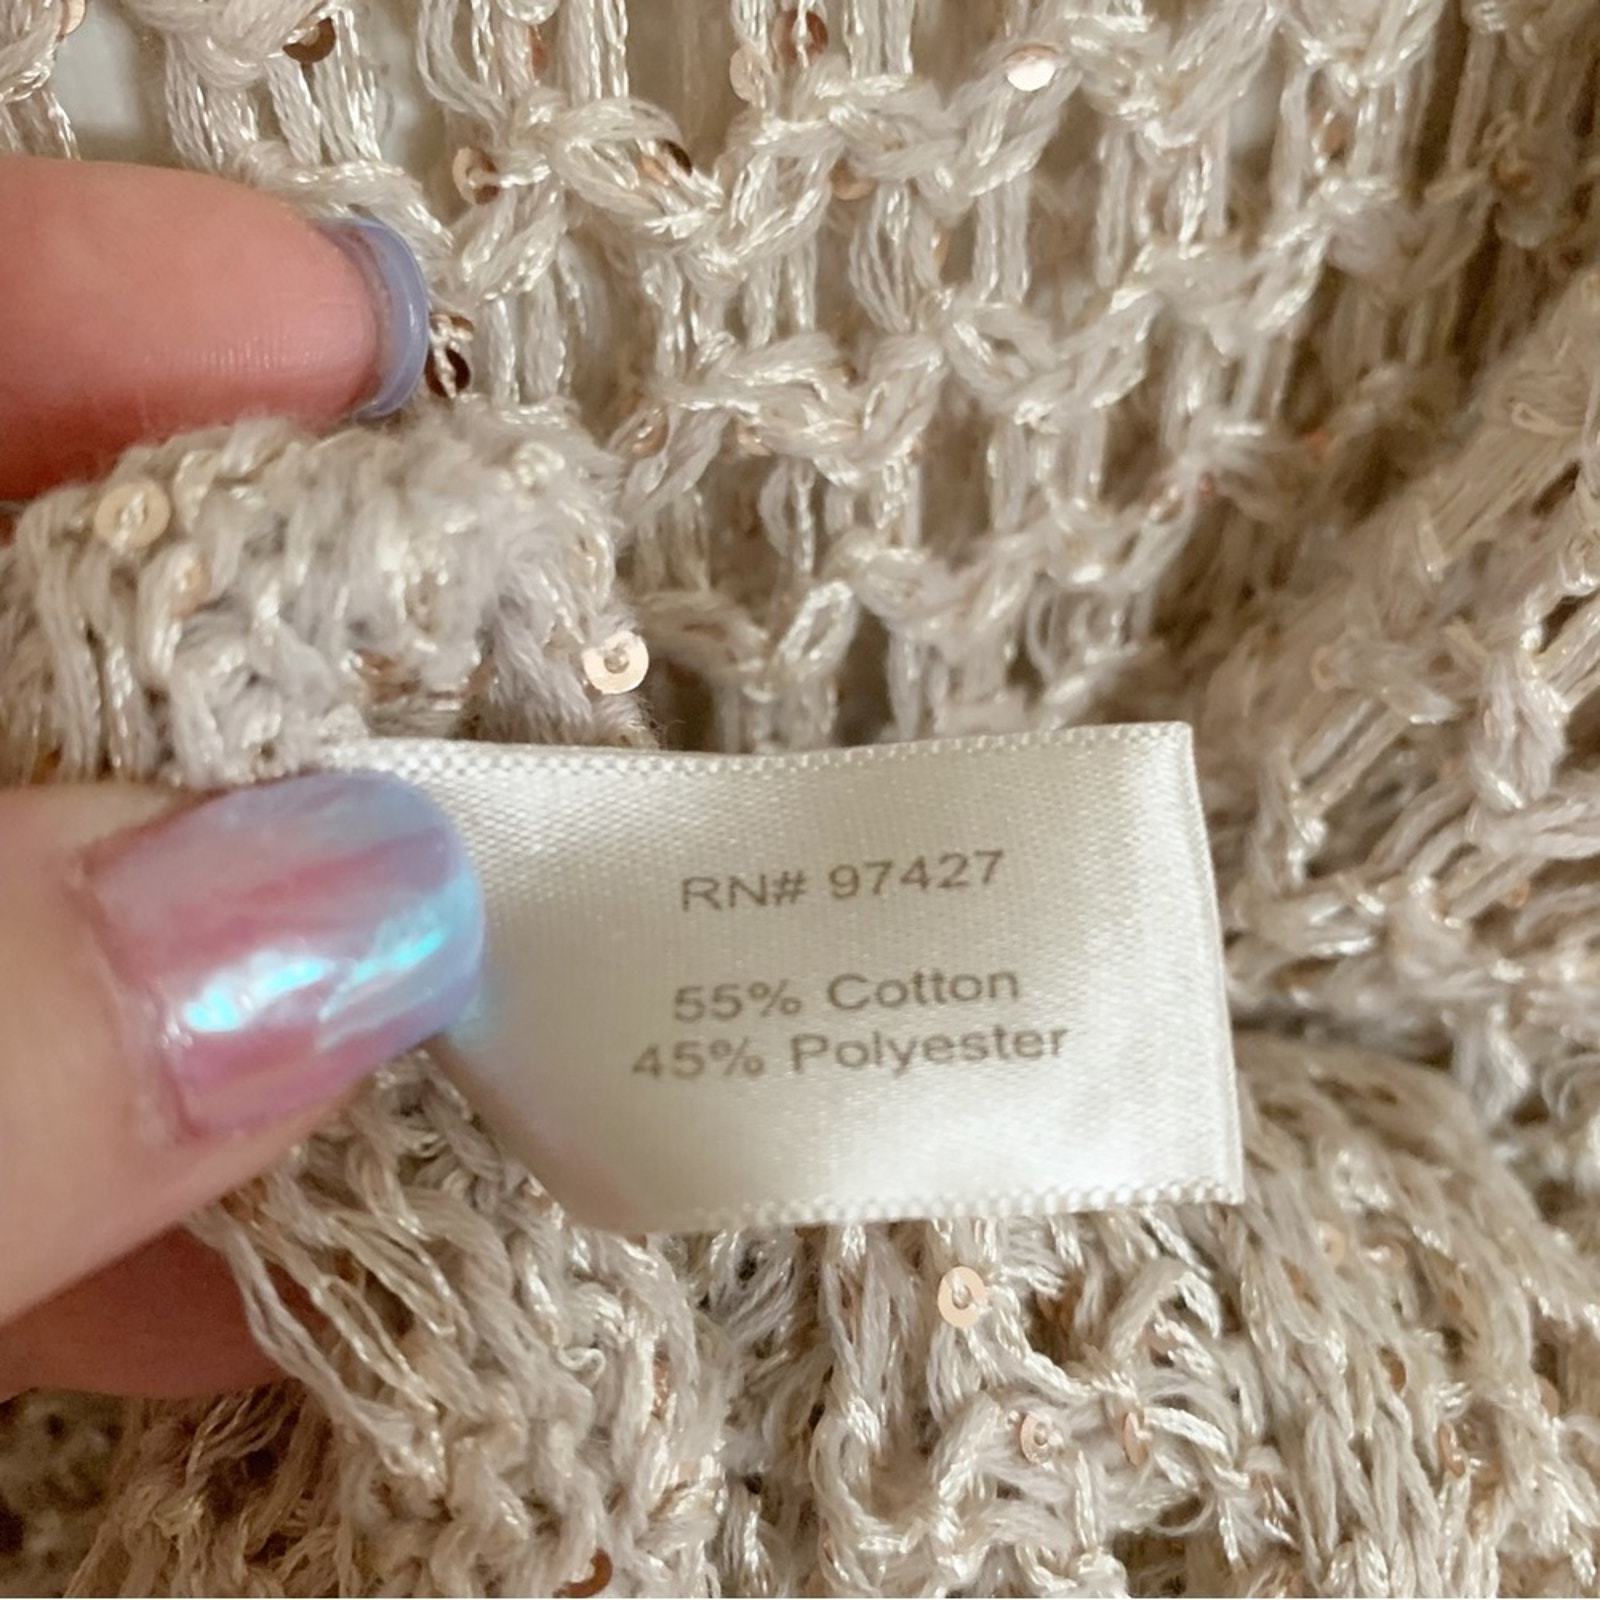 RN# 97427
55% Cotton
45% Polyester